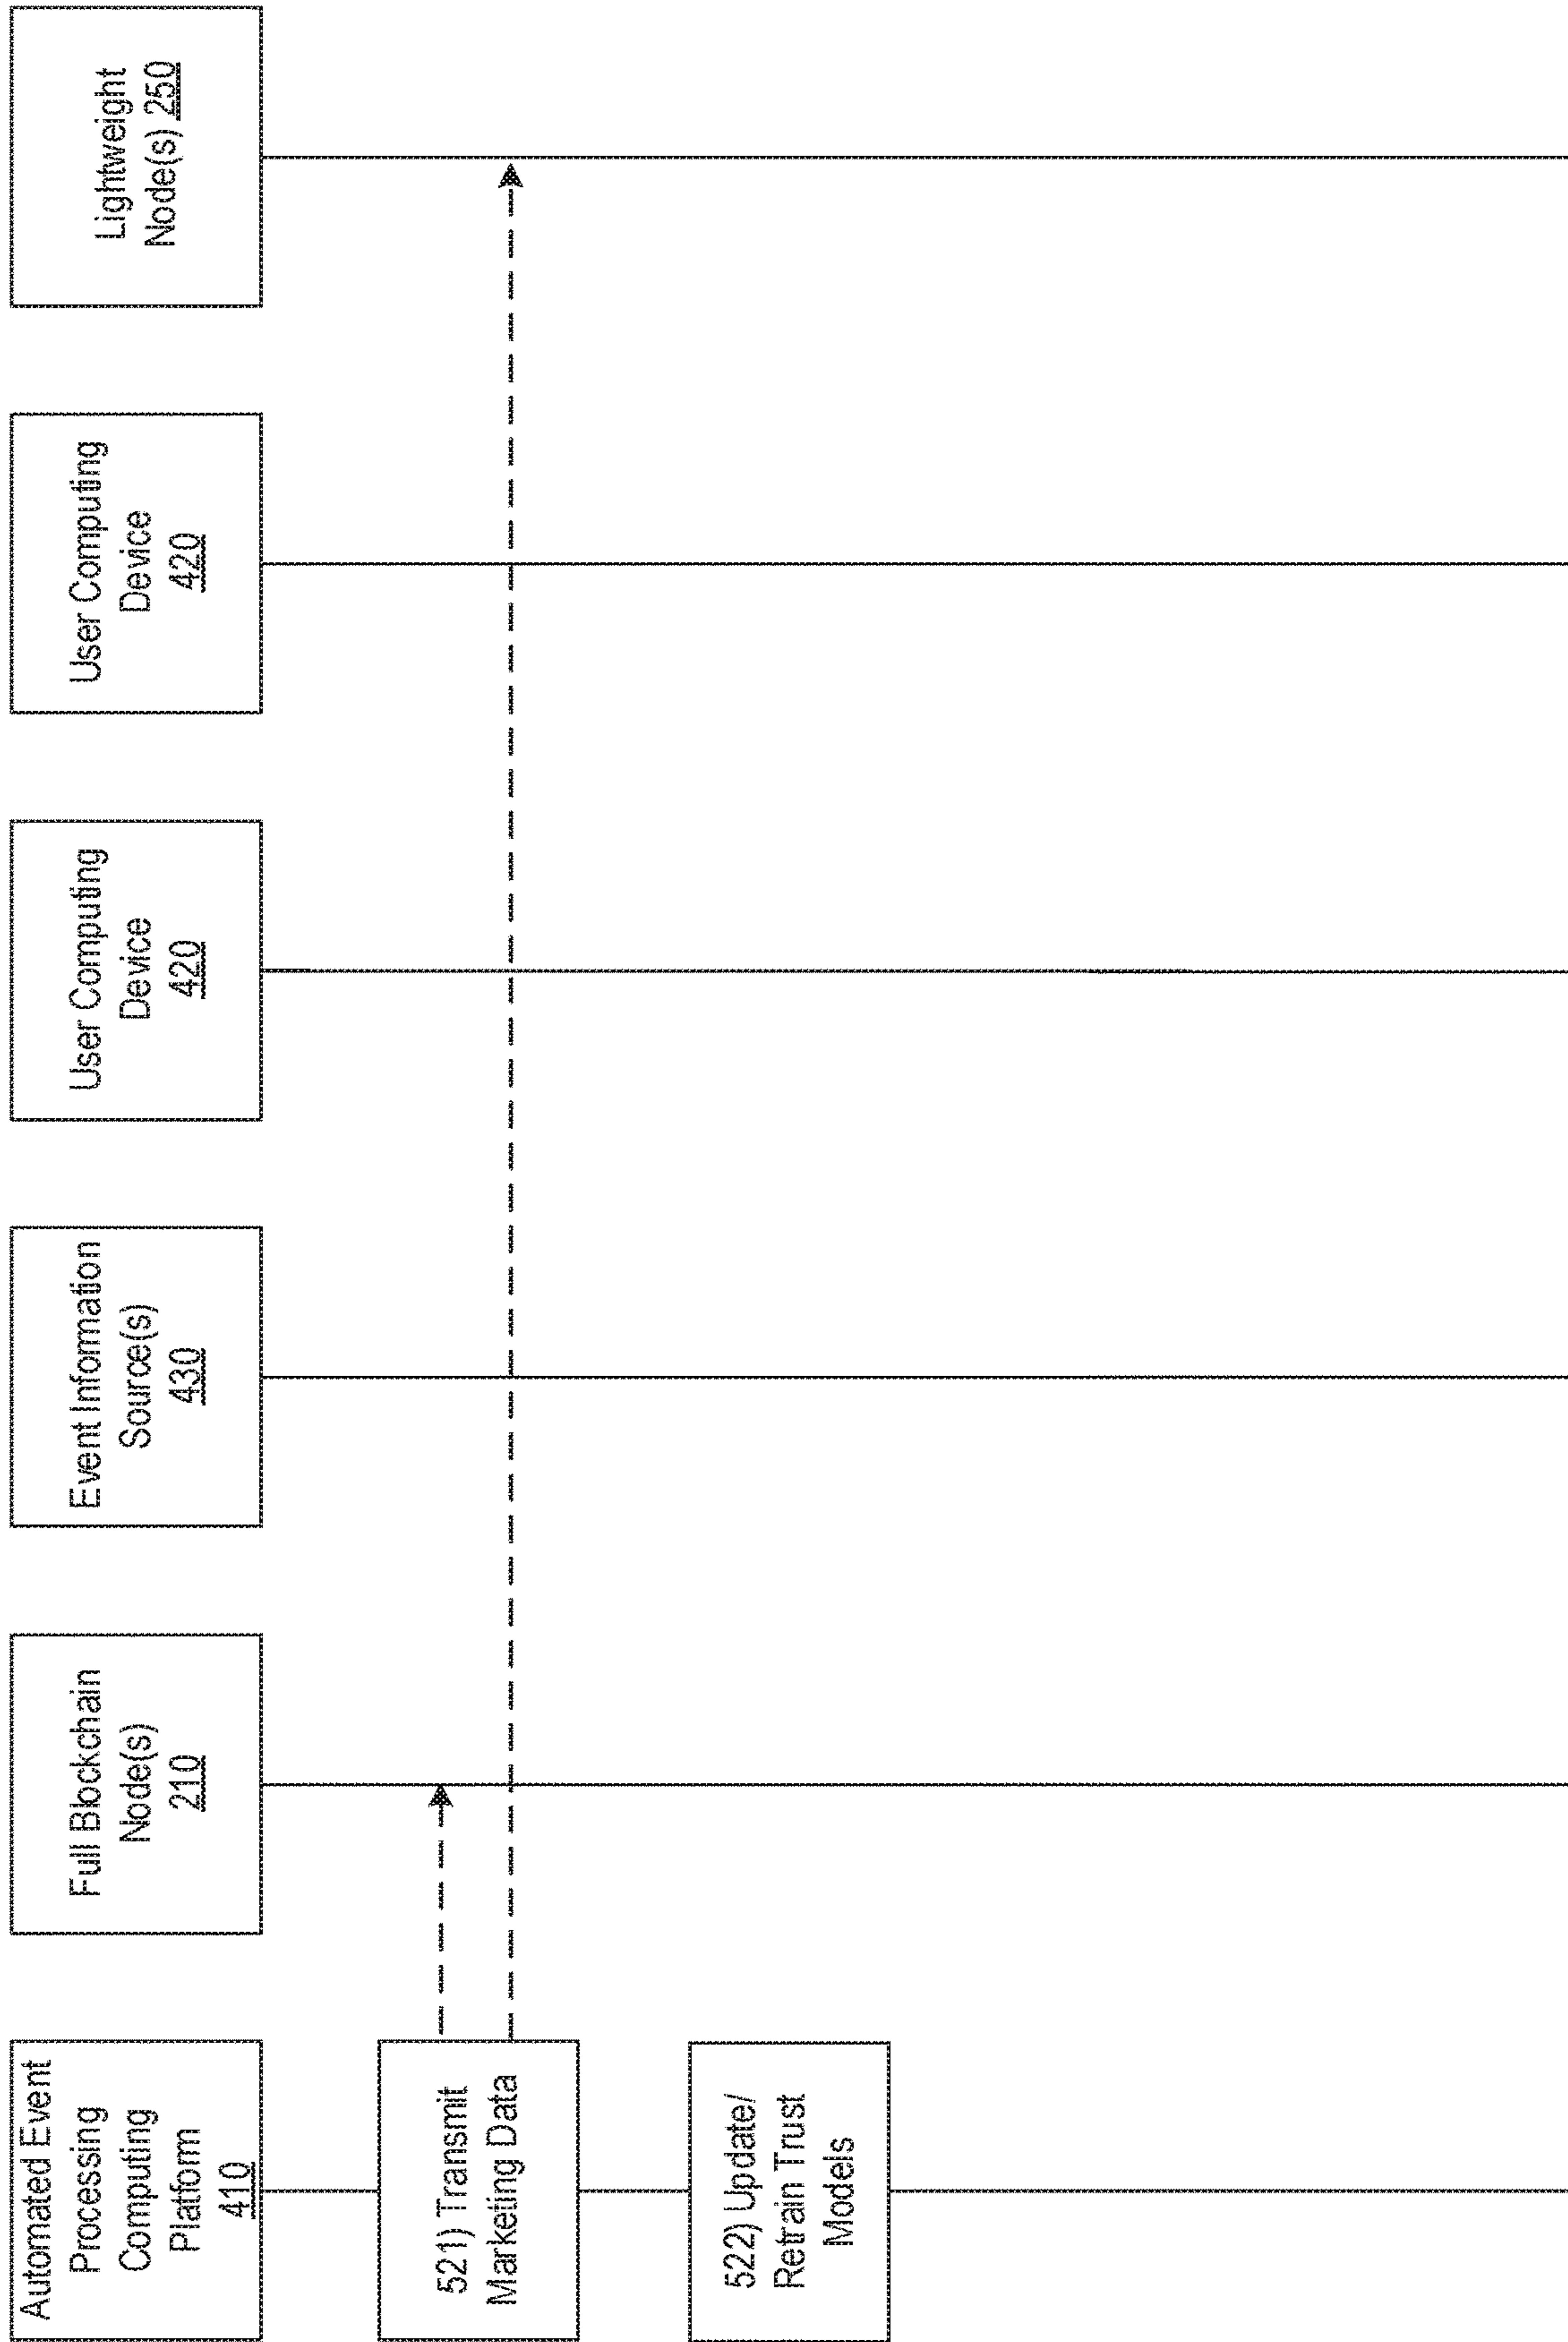 Automated Event
Processing
Computing
Platform
410
Full Blockchain
Node(s)
210
Event Information
Source(s)
430
User Computing
Device
420
User Computing
Device
420
Lightweight
Node(s) 250
521) Transmit
Marketing Data
522) Update/
Retrain Trust
Models